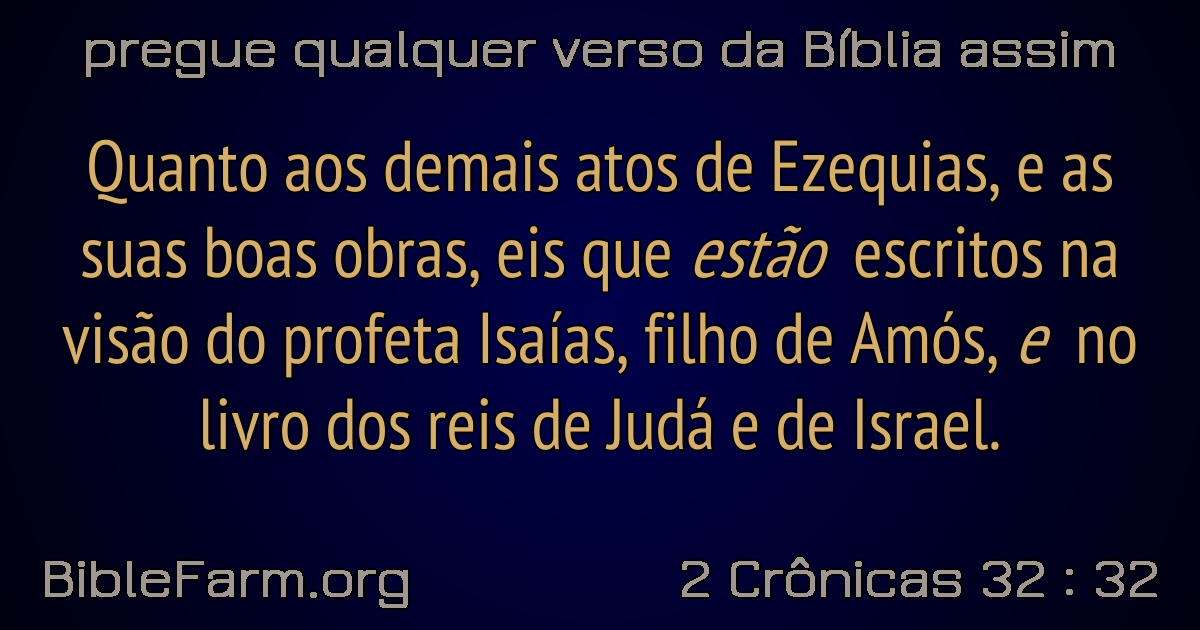 pregue qualquer verso da Bíblia assim
Quanto aos demais atos de Ezequias, e as
suas boas obras, eis que estão escritos na
visão do profeta Isaías, filho de Amós, e no
livro dos reis de Judá e de Israel.
BibleFarm.org
2 Crônicas 32 : 32